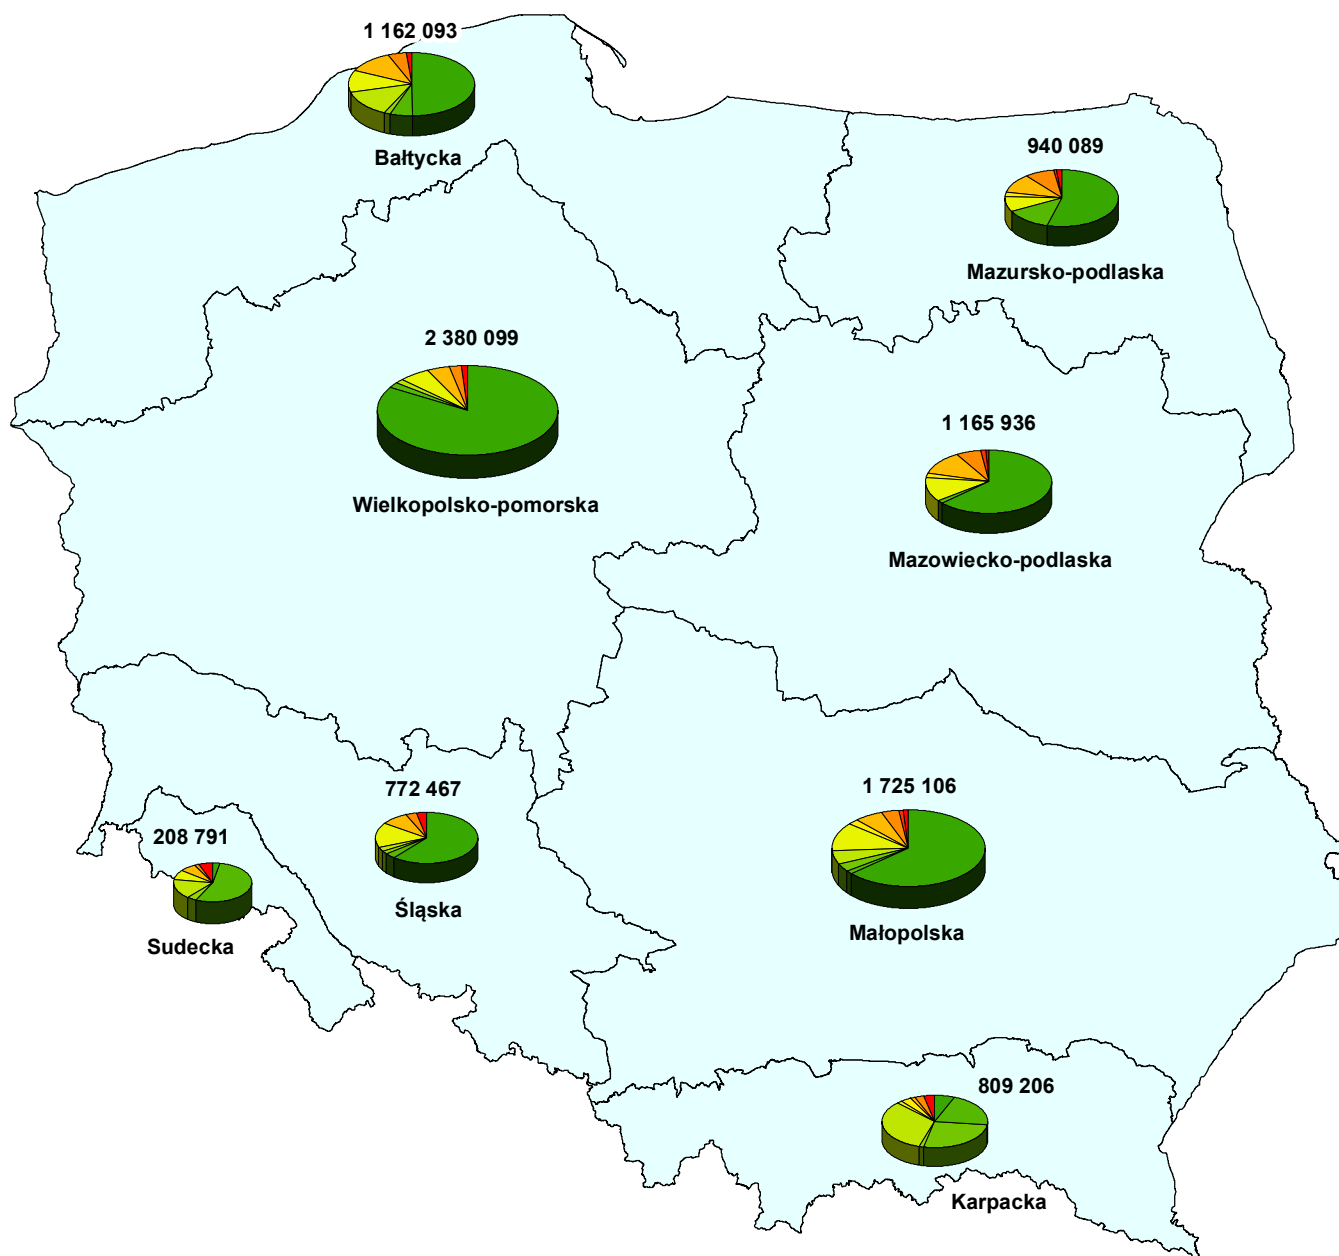 1 162 093
Bałtycka
940 089
Mazursko-podlaska
2 380 099
Wielkopolsko-pomorska
1 165 936
Mazowiecko-podlaska
772 467
Śląska
208 791
Sudecka
1 725 106
Małopolska
809 206
Karpacka